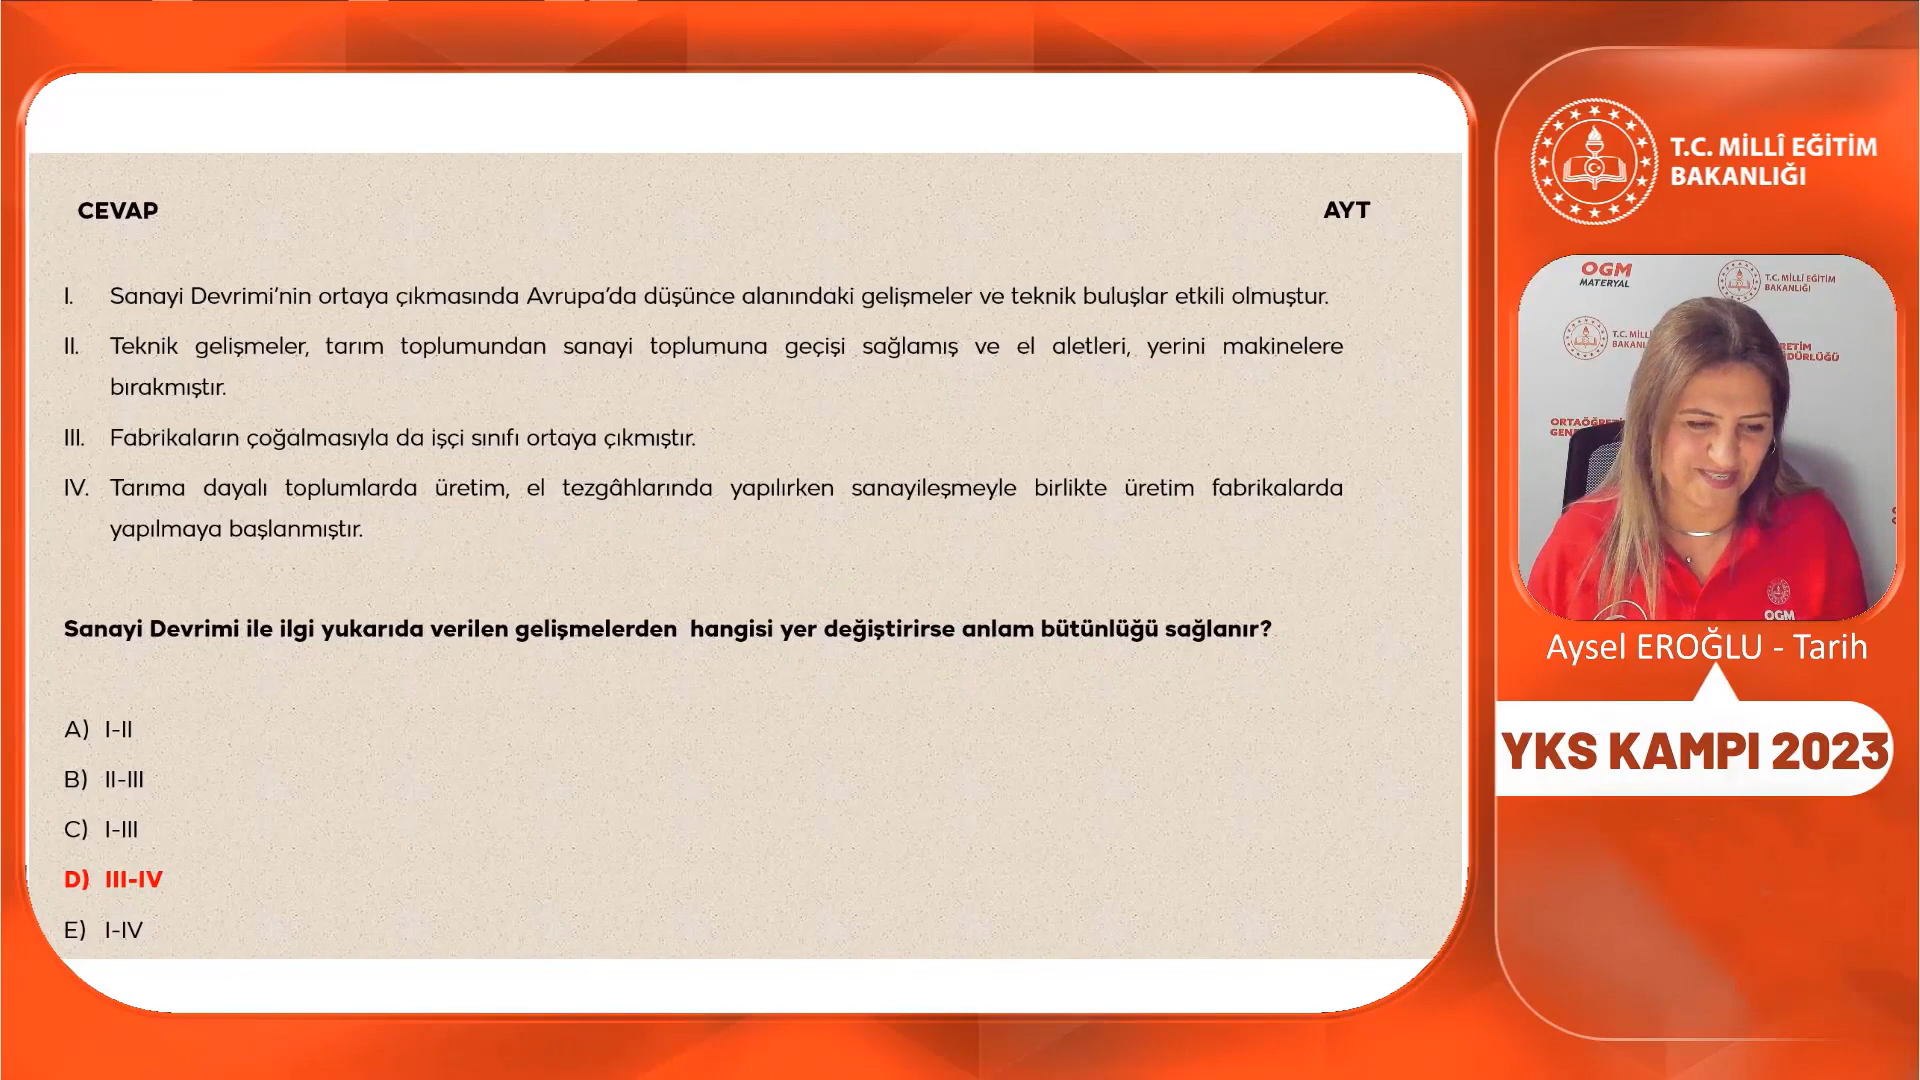 CEVAP
AYT
I. Sanayi Devrimi’nin ortaya çıkmasında Avrupa’da düşünce alanındaki gelişmeler ve teknik buluşlar etkili olmuştur.
II. Teknik gelişmeler, tarım toplumundan sanayi toplumuna geçişi sağlamış ve el aletleri, yerini makinelere
bırakmıştır.
III. Fabrikaların çoğalmasıyla da işçi sınıfı ortaya çıkmıştır.
IV. Tarıma dayalı toplumlarda üretim, el tezgâhlarında yapılırken sanayileşmeyle birlikte üretim fabrikalarda
yapılmaya başlanmıştır.
Sanayi Devrimi ile ilgi yukarıda verilen gelişmelerden hangisi yer değiştirirse anlam bütünlüğü sağlanır?
A) I-II
B) II-III
C) I-III
D) III-IV
E) I-IV
T.C. MİLLÎ EĞİTİM
BAKANLIĞI
OGM
MATERYAL
T.C. MİLLÎ EĞİTİM
BAKANLIĞI
T.C.
OGM
Aysel EROĞLU - Tarih
YKS KAMPI 2023